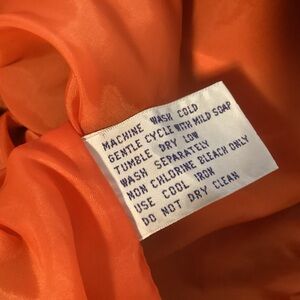 MACHINE WASH COLD
GENTLE CYCLE WITH MILD SOAP
TUMBLE DRY LOW
WASH SEPARATELY
NON CHLORINE BLEACH ONLY
USE COOL IRON
DO NOT DRY CLEAN